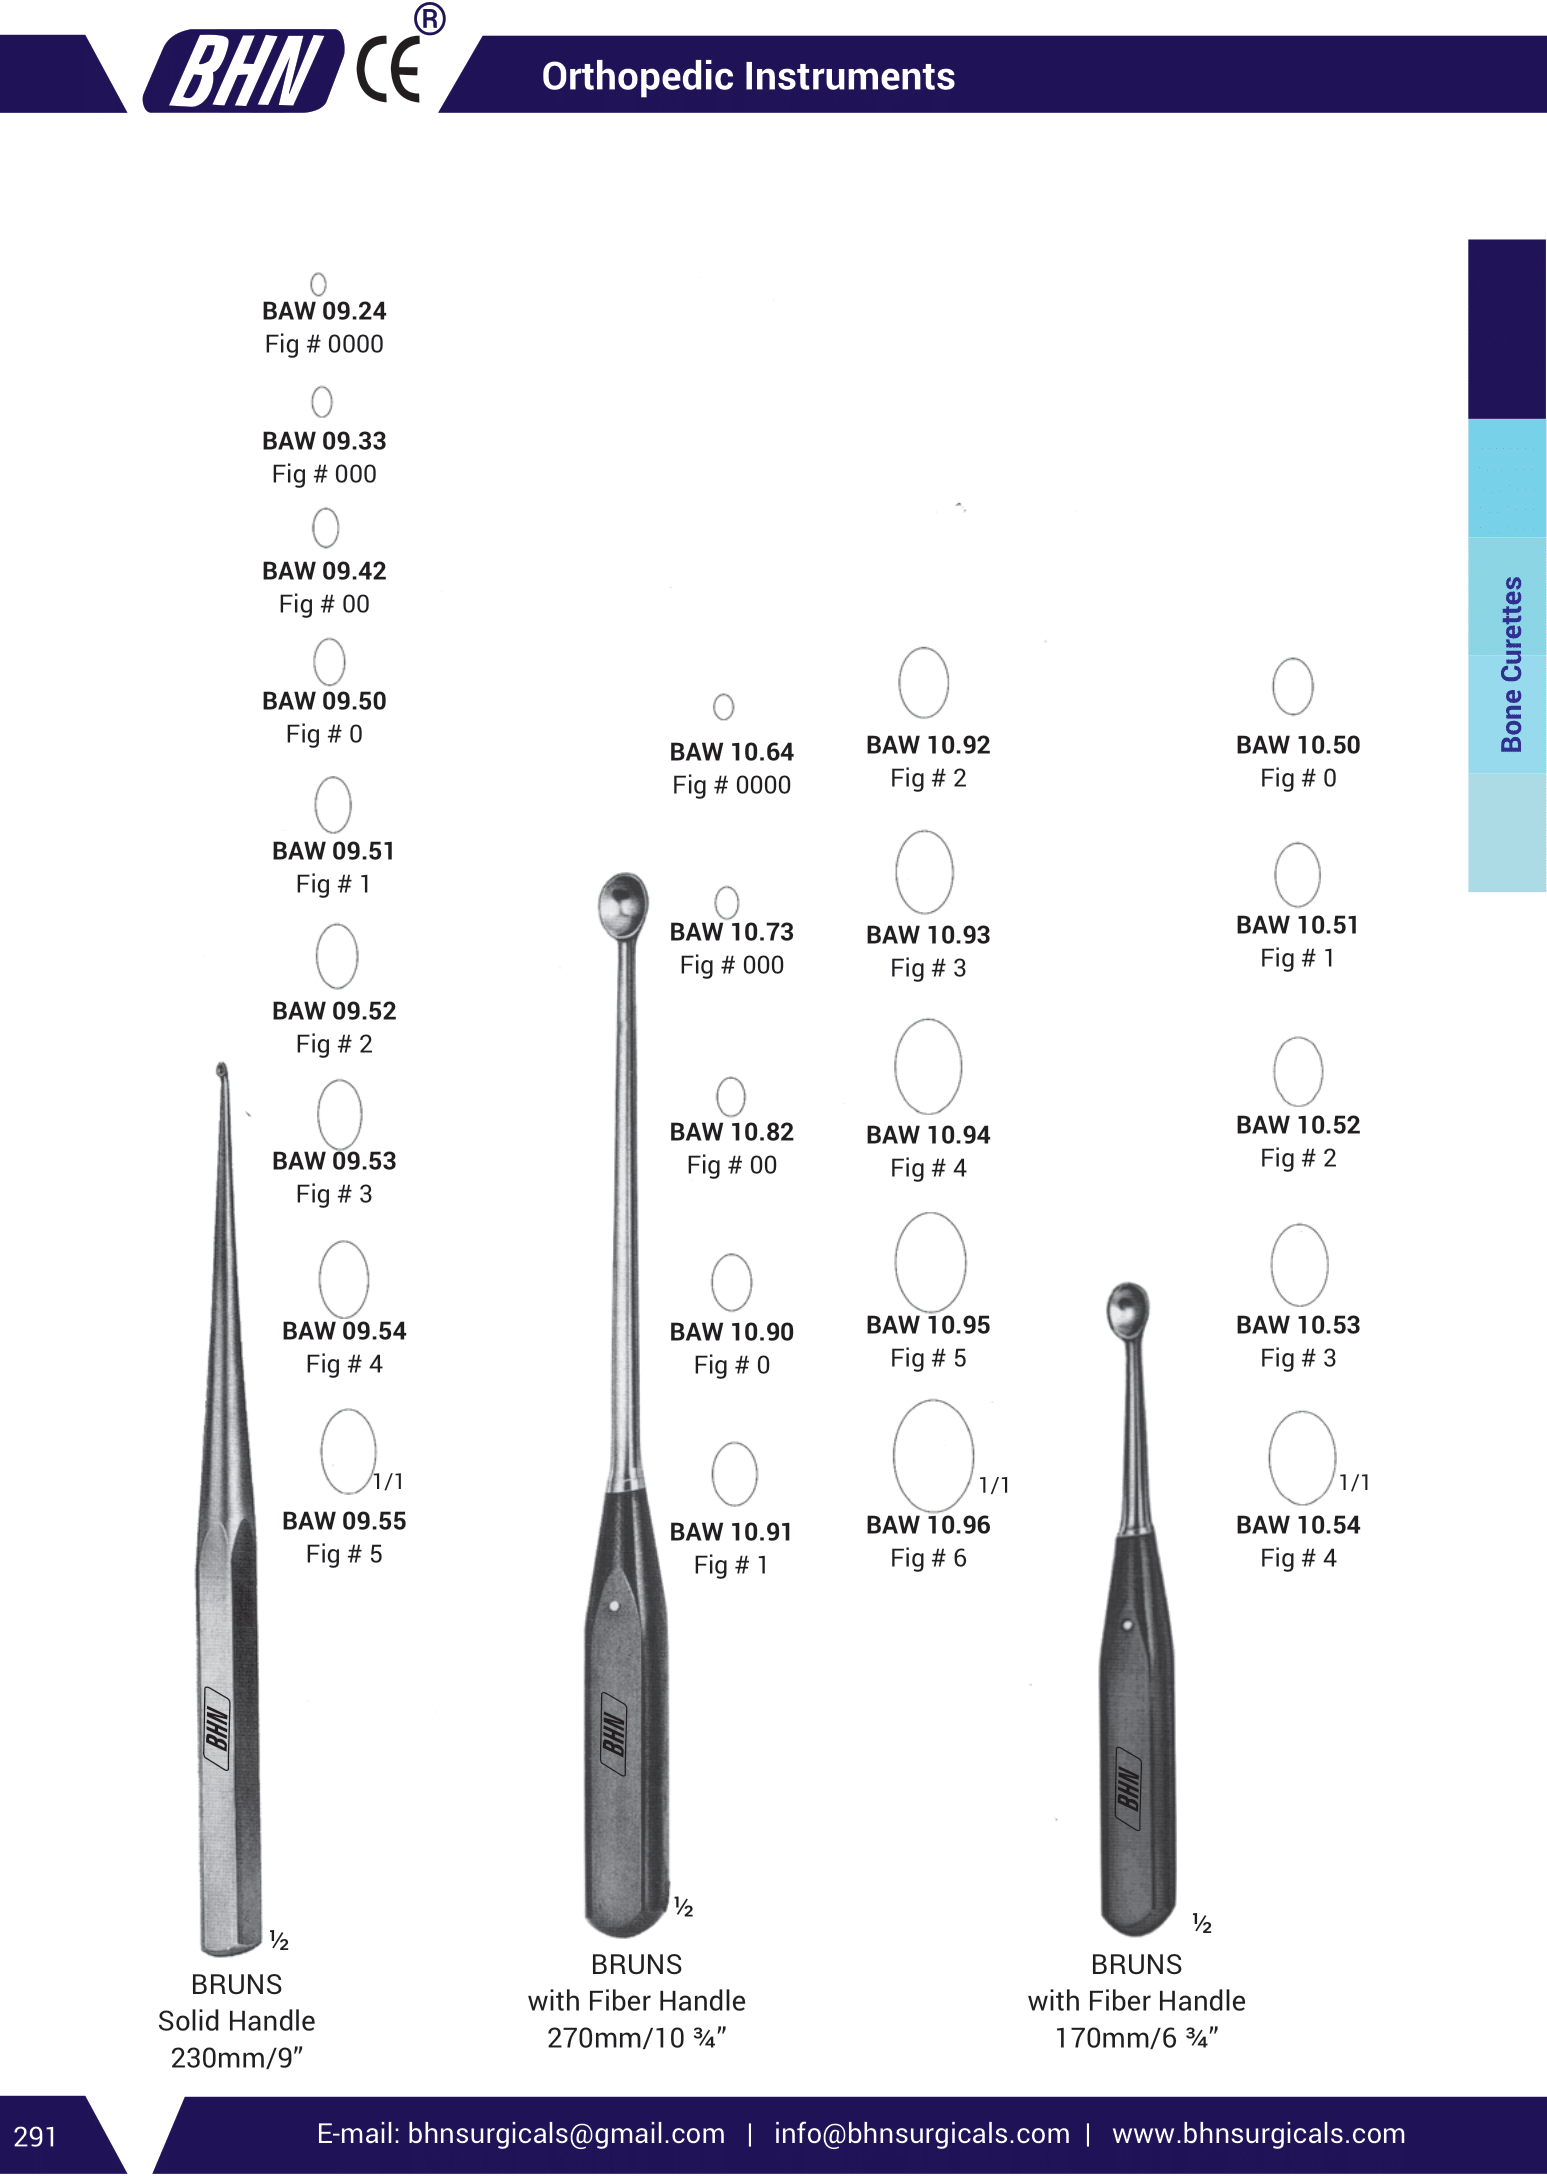 BHN CE ®
Orthopedic Instruments
BAW 09.24
Fig # 0000
BAW 09.33
Fig # 000
BAW 09.42
Fig # 00
BAW 09.50
Fig # 0
BAW 09.51
Fig # 1
BAW 09.52
Fig # 2
BAW 09.53
Fig # 3
BAW 09.54
Fig # 4
1/1
BAW 09.55
Fig # 5
BHN
½
BRUNS
Solid Handle
230mm/9”
BAW 10.64
Fig # 0000
BAW 10.73
Fig # 000
BAW 10.82
Fig # 00
BAW 10.90
Fig # 0
BAW 10.91
Fig # 1
BAW 10.92
Fig # 2
BAW 10.93
Fig # 3
BAW 10.94
Fig # 4
BAW 10.95
Fig # 5
1/1
BAW 10.96
Fig # 6
BHN
½
BRUNS
with Fiber Handle
270mm/10 ¾”
BAW 10.50
Fig # 0
BAW 10.51
Fig # 1
BAW 10.52
Fig # 2
BAW 10.53
Fig # 3
1/1
BAW 10.54
Fig # 4
BHN
½
BRUNS
with Fiber Handle
170mm/6 ¾”
Bone Curettes
291
E-mail: bhnsurgicals@gmail.com | info@bhnsurgicals.com | www.bhnsurgicals.com